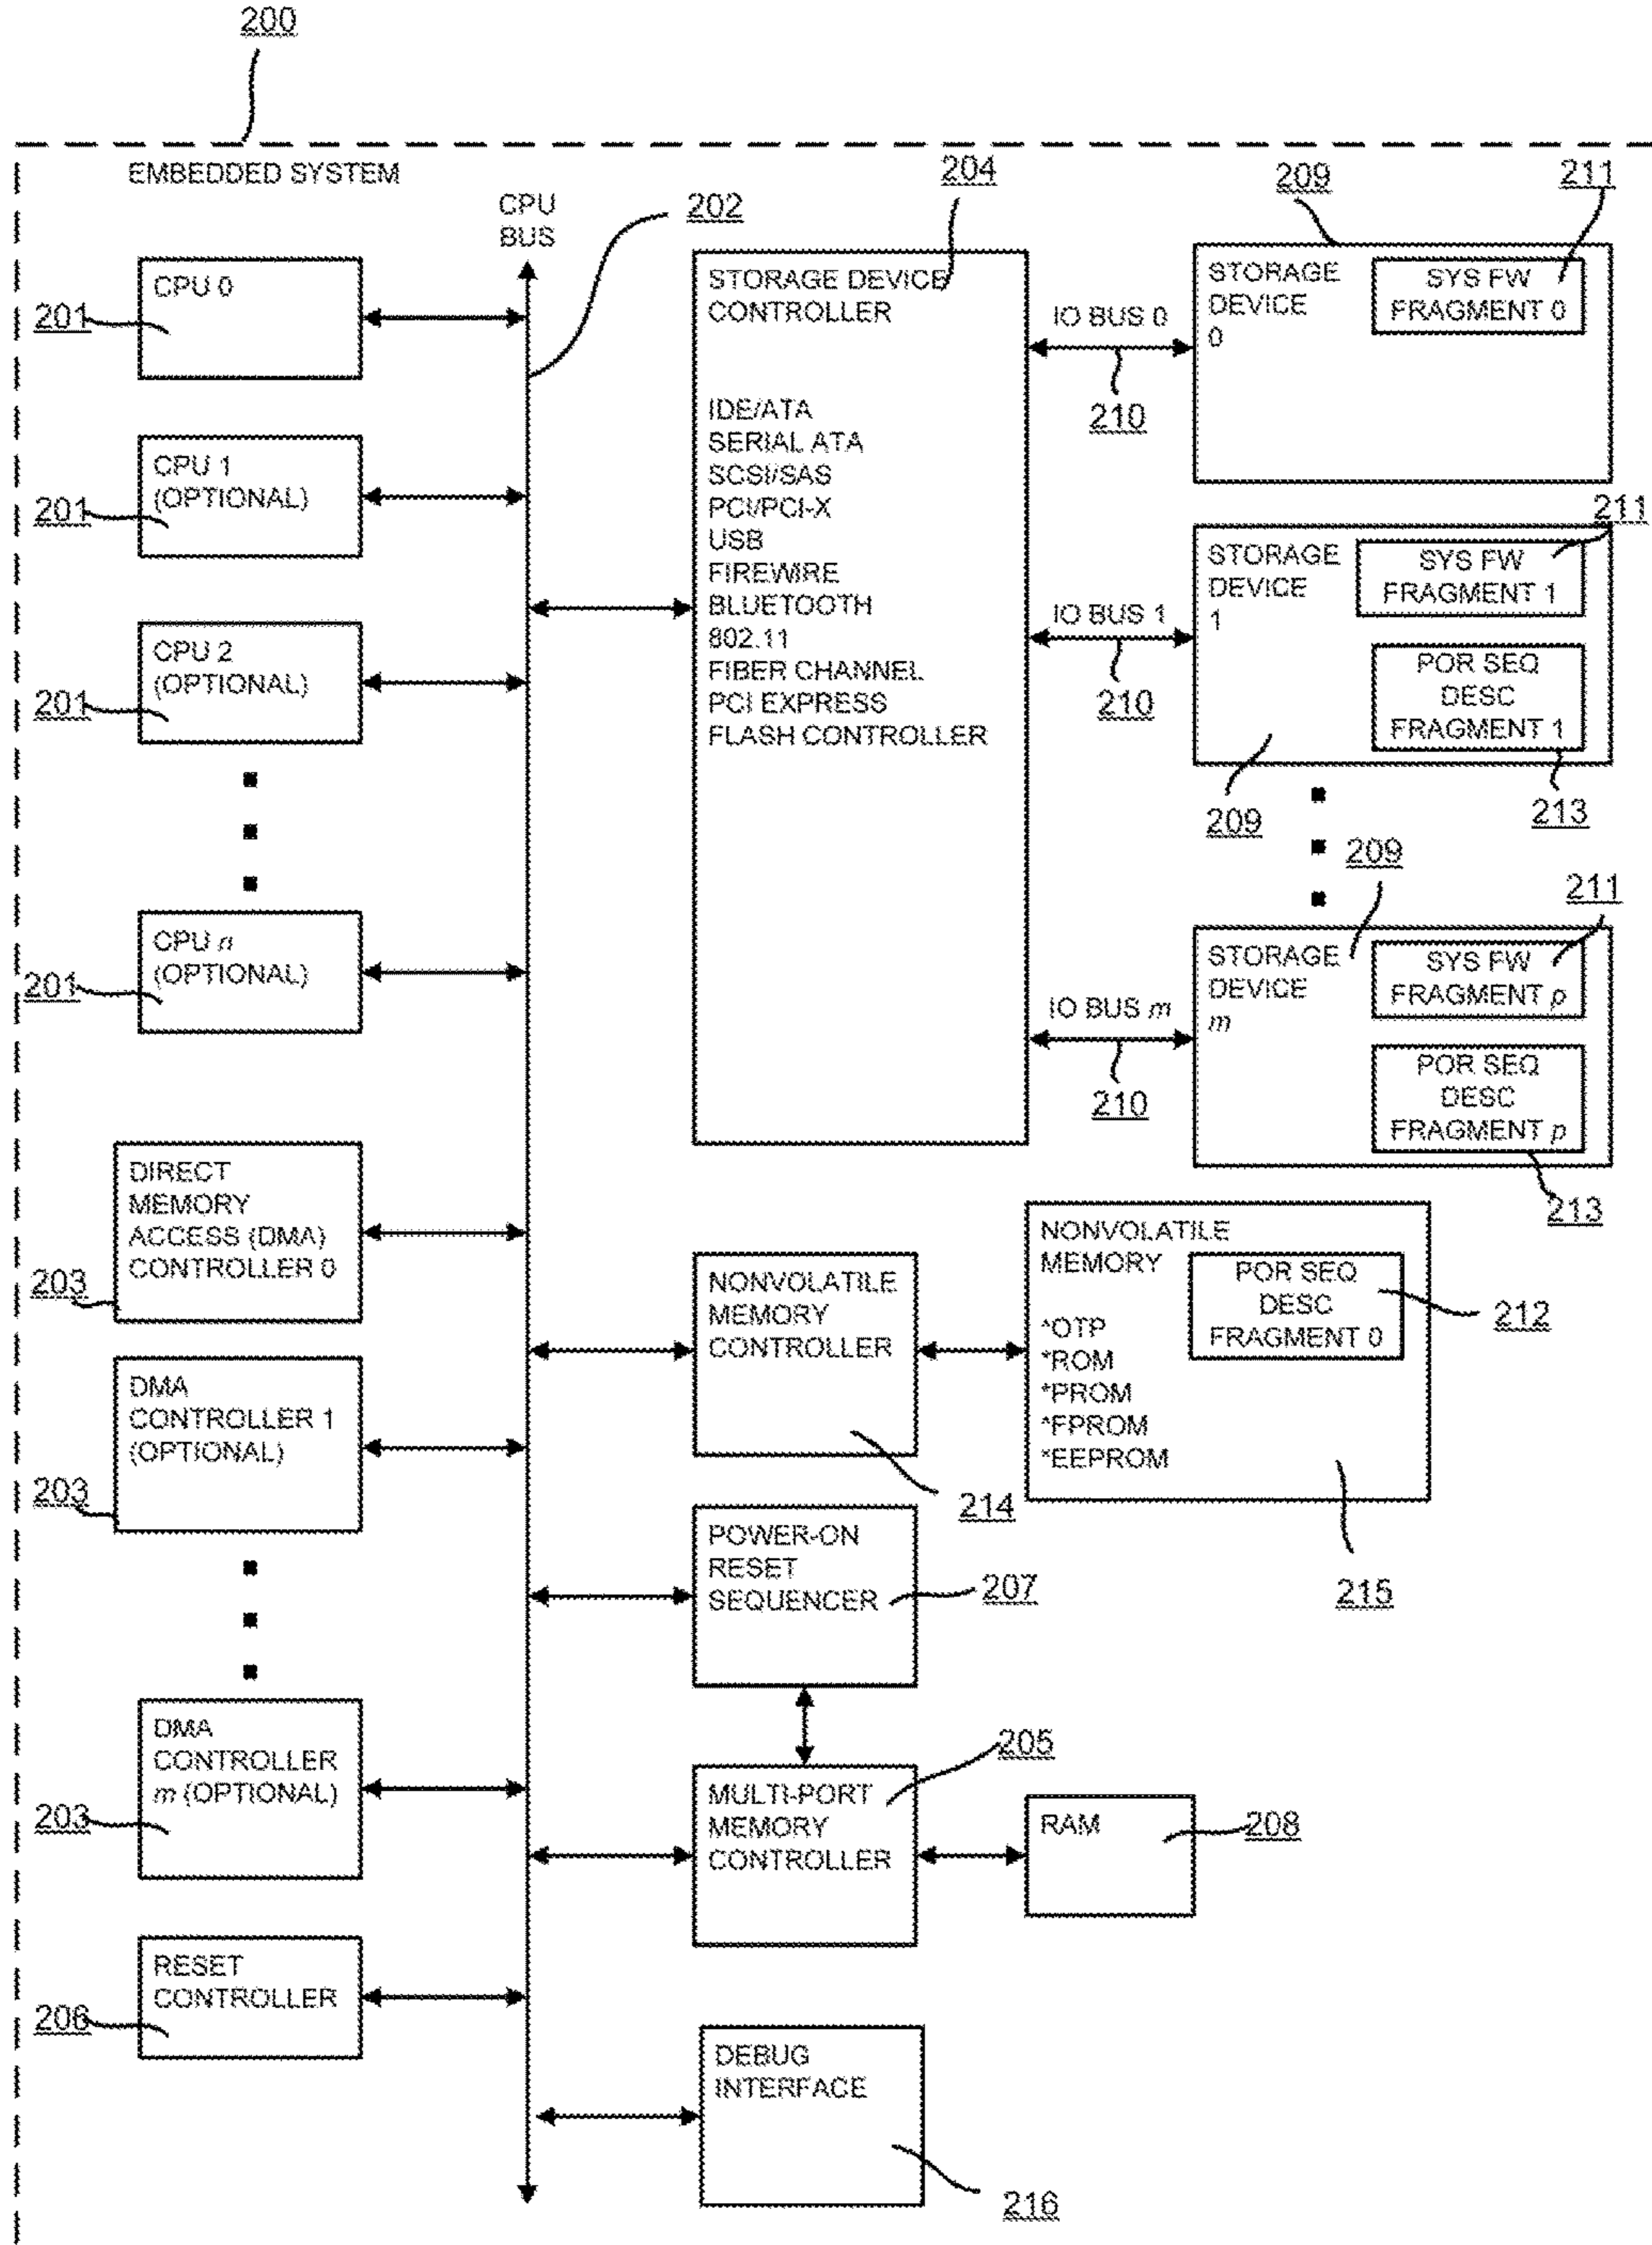 200
EMBEDDED SYSTEM
CPU
BUS
202
204
209
211
CPU 0
201
CPU 1
(OPTIONAL)
201
CPU 2
(OPTIONAL)
201
CPU n
(OPTIONAL)
201
DIRECT
MEMORY
ACCESS (DMA)
CONTROLLER 0
203
DMA
CONTROLLER 1
(OPTIONAL)
203
DMA
CONTROLLER
m (OPTIONAL)
203
RESET
CONTROLLER
206
STORAGE DEVICE
CONTROLLER
IDE/ATA
SERIAL ATA
SCSI/SAS
PCI/PCI-X
USB
FIREWIRE
BLUETOOTH
802.11
FIBER CHANNEL
PCI EXPRESS
FLASH CONTROLLER
IO BUS 0
210
STORAGE
DEVICE
0
SYS FW
FRAGMENT 0
IO BUS 1
210
STORAGE
DEVICE
1
211
SYS FW
FRAGMENT 1
POR SEQ
DESC
FRAGMENT 1
209
213
209
211
IO BUS m
210
STORAGE
DEVICE
m
SYS FW
FRAGMENT p
POR SEQ
DESC
FRAGMENT p
213
NONVOLATILE
MEMORY
CONTROLLER
214
NONVOLATILE
MEMORY
*OTP
*ROM
*PROM
*FPROM
*EEPROM
POR SEQ
DESC
FRAGMENT 0
212
215
POWER-ON
RESET
SEQUENCER
207
MULTI-PORT
MEMORY
CONTROLLER
205
RAM
208
DEBUG
INTERFACE
216